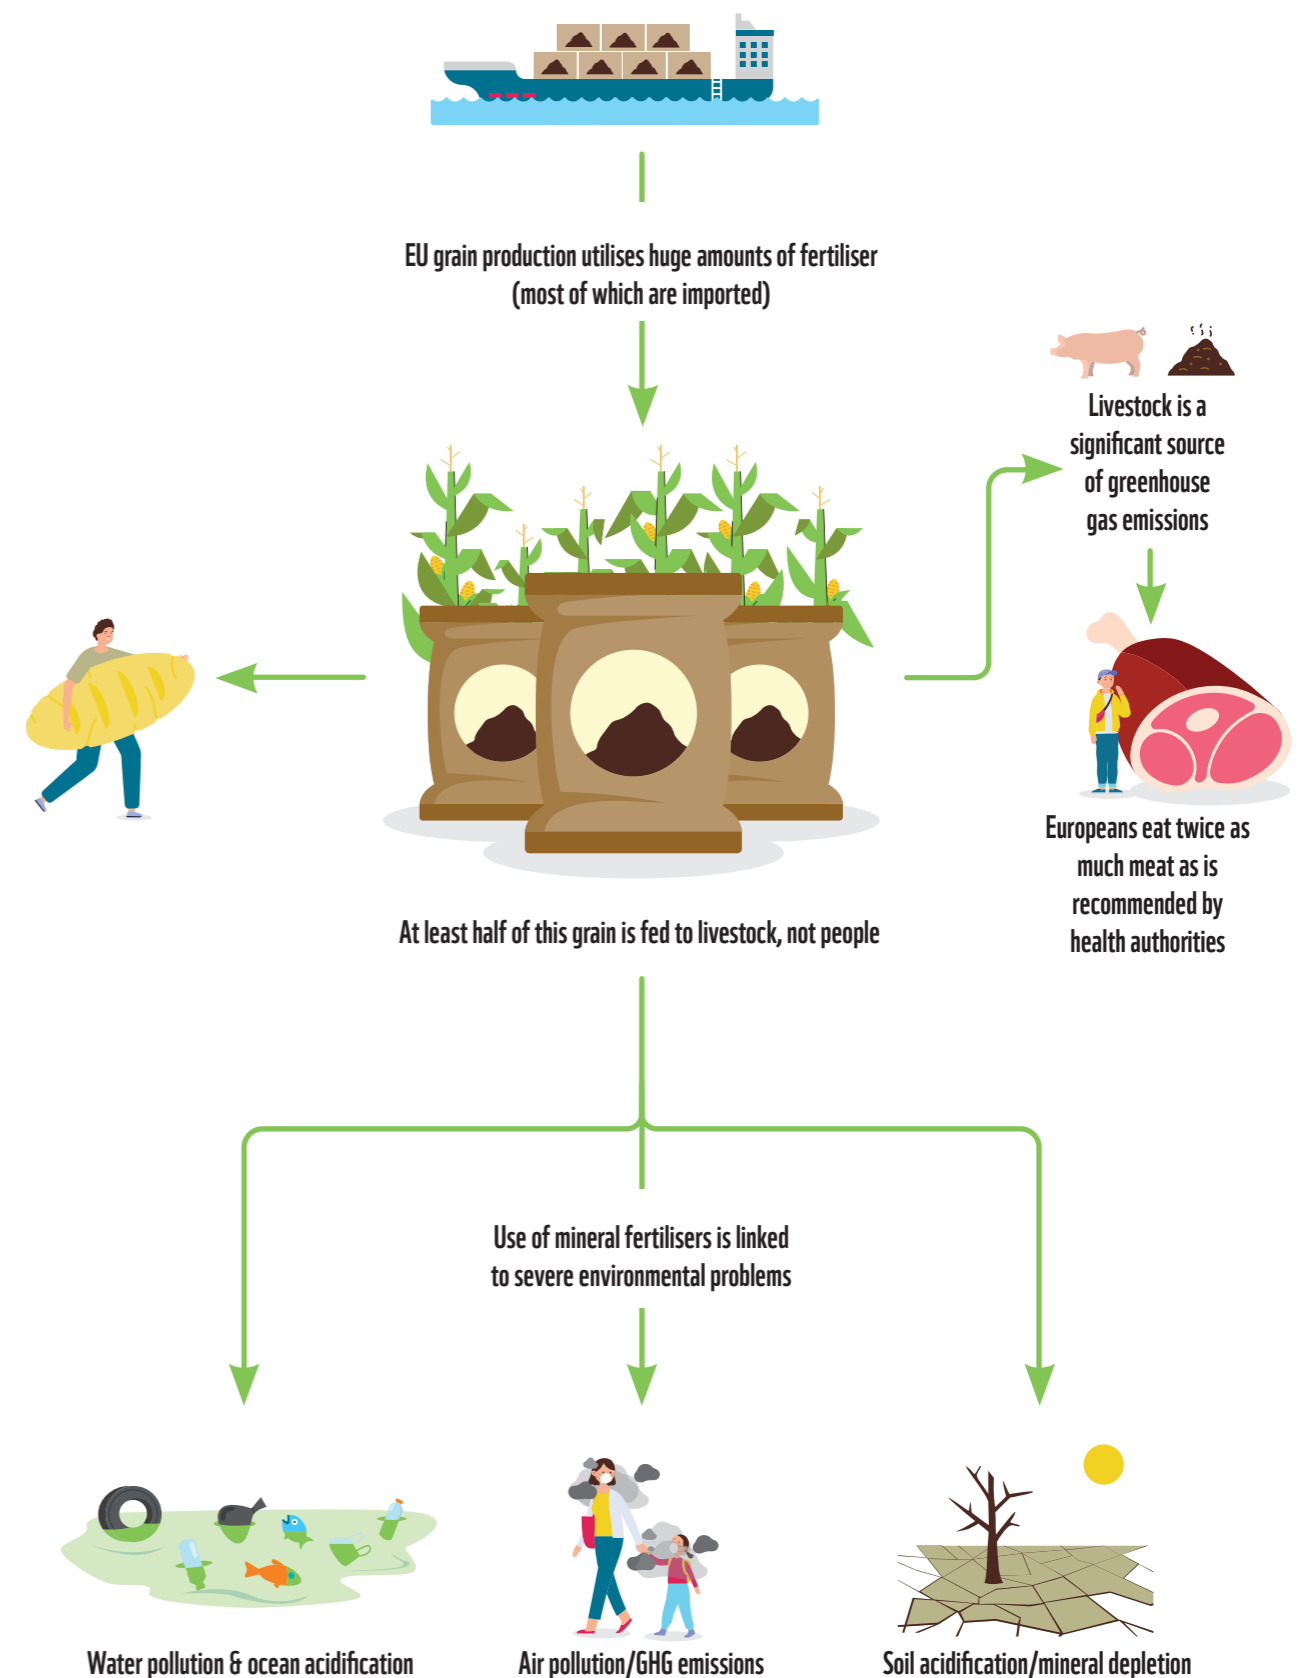 EU grain production utilises huge amounts of fertiliser
(most of which are imported)
Livestock is a
significant source
of greenhouse
gas emissions
Europeans eat twice as
much meat as is
recommended by
health authorities
At least half of this grain is fed to livestock, not people
Use of mineral fertilisers is linked
to severe environmental problems
Water pollution & ocean acidification
Air pollution/GHG emissions
Soil acidification/mineral depletion